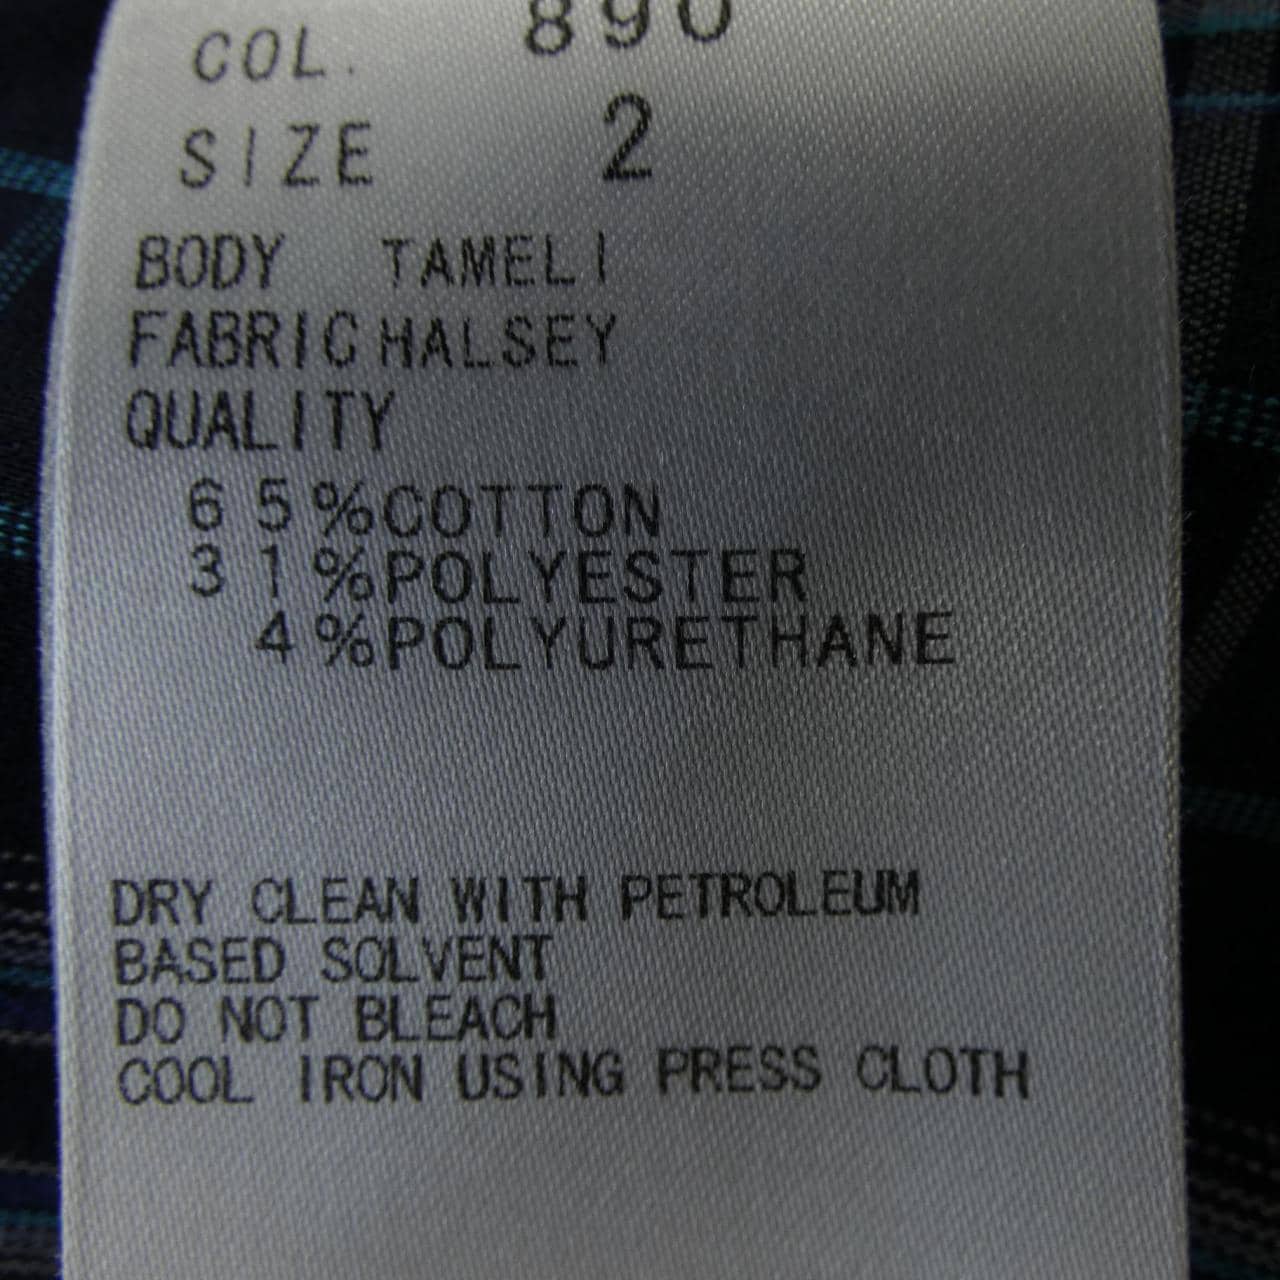 COL. 890
SIZE 2
BODY TAMELI
FABRIC HALSEY
QUALITY
65%COTTON
31%POLYESTER
4%POLYURETHANE
DRY CLEAN WITH PETROLEUM
BASED SOLVENT
DO NOT BLEACH
COOL IRON USING PRESS CLOTH